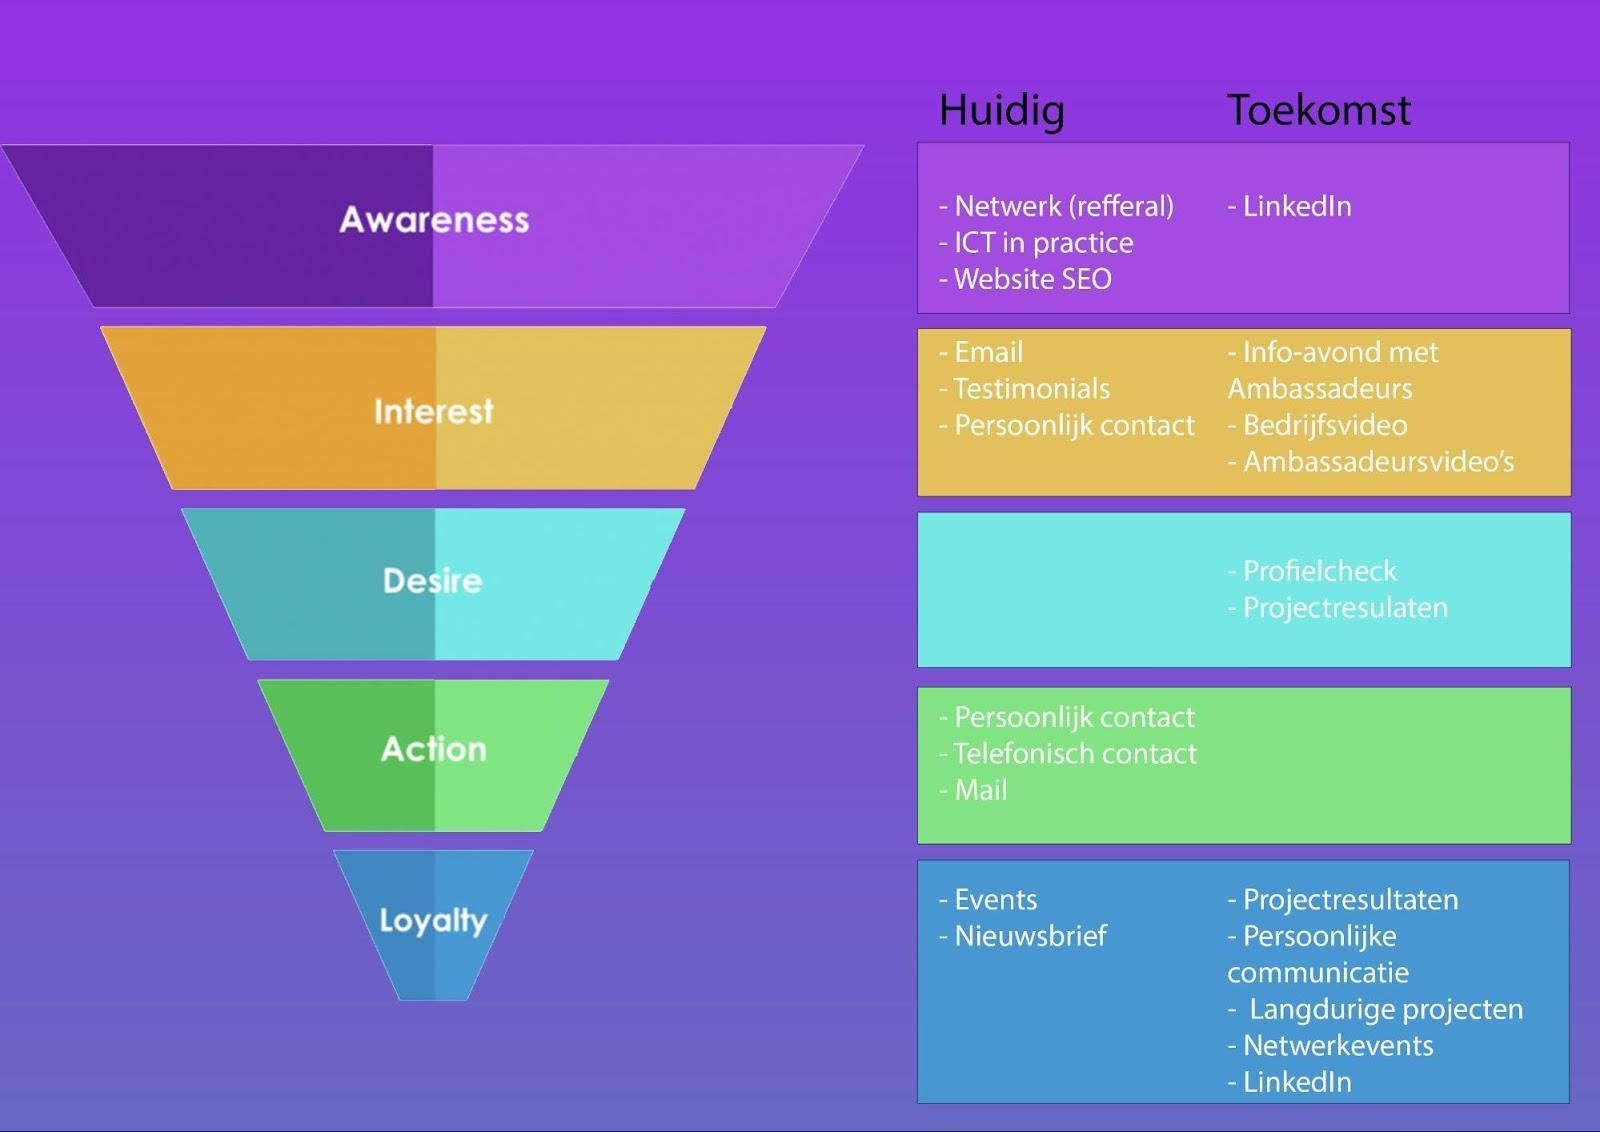 Huidig
Toekomst
Awareness
- Netwerk (refferal)
- ICT in practice
- Website SEO
- LinkedIn
Interest
- Email
- Testimonials
- Persoonlijk contact
- Info-avond met
Ambassadeurs
- Bedrijfsvideo
- Ambassadeursvideo's
Desire
- Profielcheck
- Projectresulaten
Action
- Persoonlijk contact
- Telefonisch contact
- Mail
Loyalty
- Events
- Nieuwsbrief
- Projectresultaten
- Persoonlijke
communicatie
- Langdurige projecten
- Netwerkevents
- LinkedIn